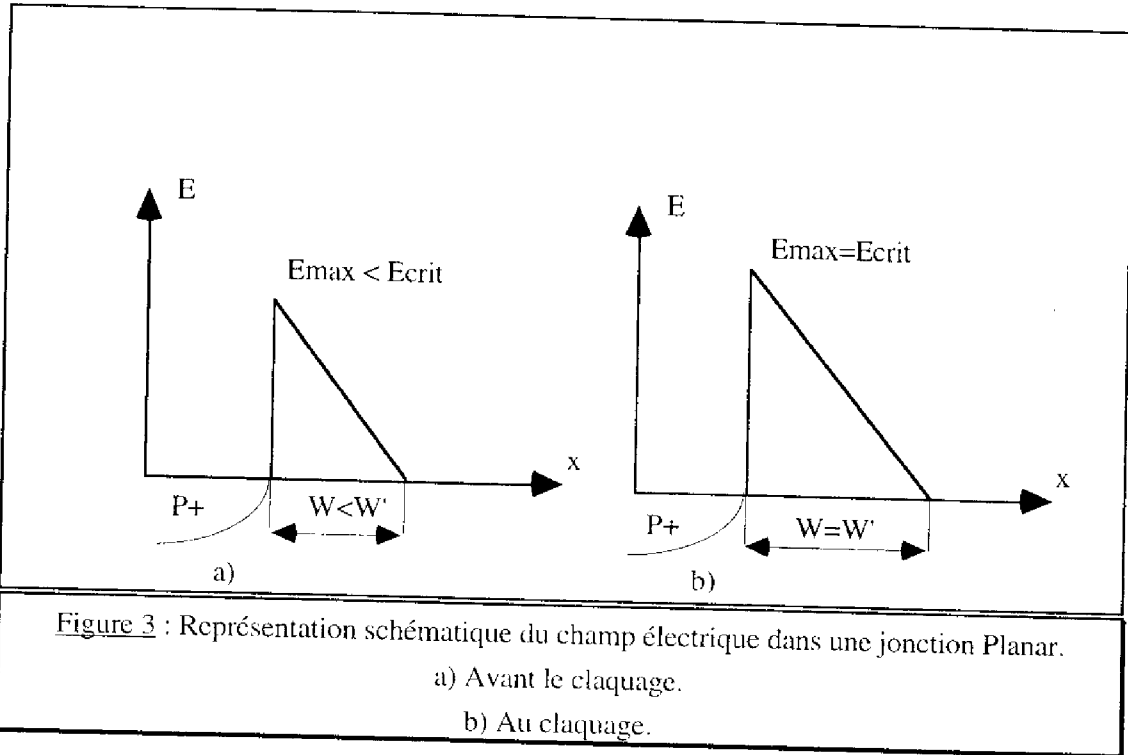 E
Emax < Ecrit
x
P+
W<W'
a)
E
Emax=Ecrit
x
P+
W=W'
b)
Figure 3 : Représentation schématique du champ électrique dans une jonction Planar.
a) Avant le claquage.
b) Au claquage.